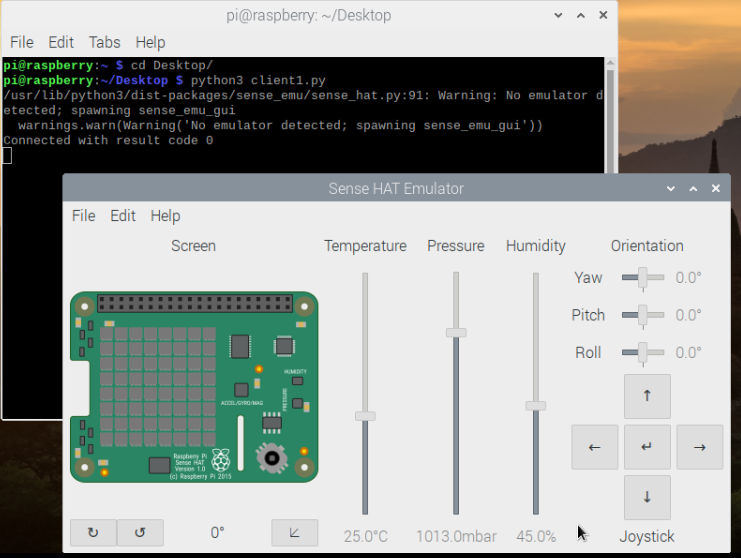 pi@raspberry: ~/Desktop
File Edit Tabs Help
pi@raspberry:~ $ cd Desktop/
pi@raspberry:~/Desktop $ python3 client1.py
/usr/lib/python3/dist-packages/sense_emu/sense_hat.py:91: Warning: No emulator d
etected; spawning sense_emu_gui
  warnings.warn(Warning('No emulator detected; spawning sense_emu_gui'))
Connected with result code 0
Sense HAT Emulator
File Edit Help
Screen Temperature Pressure Humidity Orientation
Yaw 0.0°
Pitch 0.0°
Roll 0.0°
HUMIDITY
PRESSURE
ACCEL/GYRO/MAG
Raspberry Pi
Sense HAT
Version 1.0
(c) Raspberry Pi 2015
↑
← ↵ →
↓
↻ ↺ 0° 25.0°C 1013.0mbar 45.0% Joystick